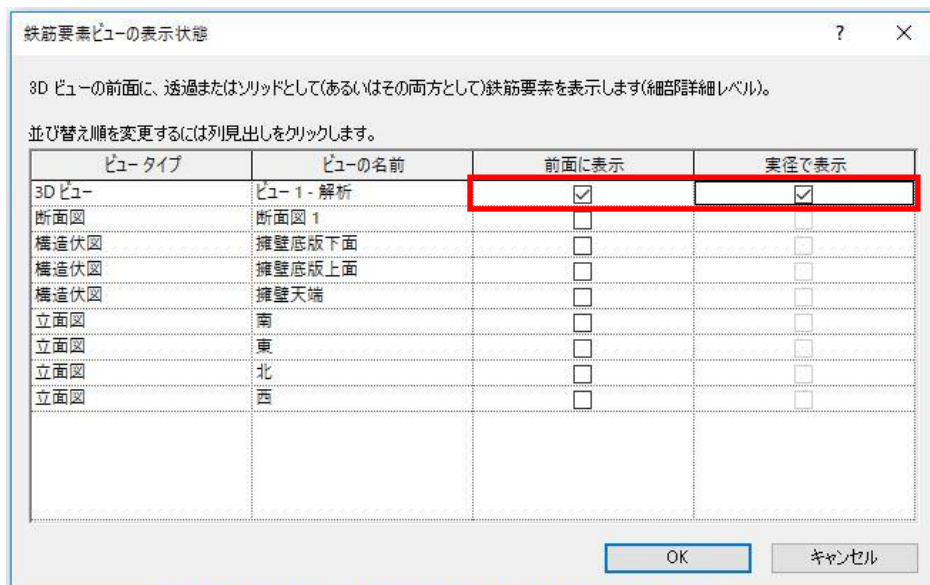 鉄筋要素ビューの表示状態
3D ビューの前面に、透過またはソリッドとして(あるいはその両方として)鉄筋要素を表示します(細部詳細レベル)。
並び替え順を変更するには列見出しをクリックします。
ビュー タイプ ビューの名前 前面に表示 実径で表示
3D ビュー ビュー 1 - 解析
断面図 断面図 1
構造伏図 擁壁底版下面
構造伏図 擁壁底版上面
構造伏図 擁壁天端
立面図 南
立面図 東
立面図 北
立面図 西
OK キャンセル